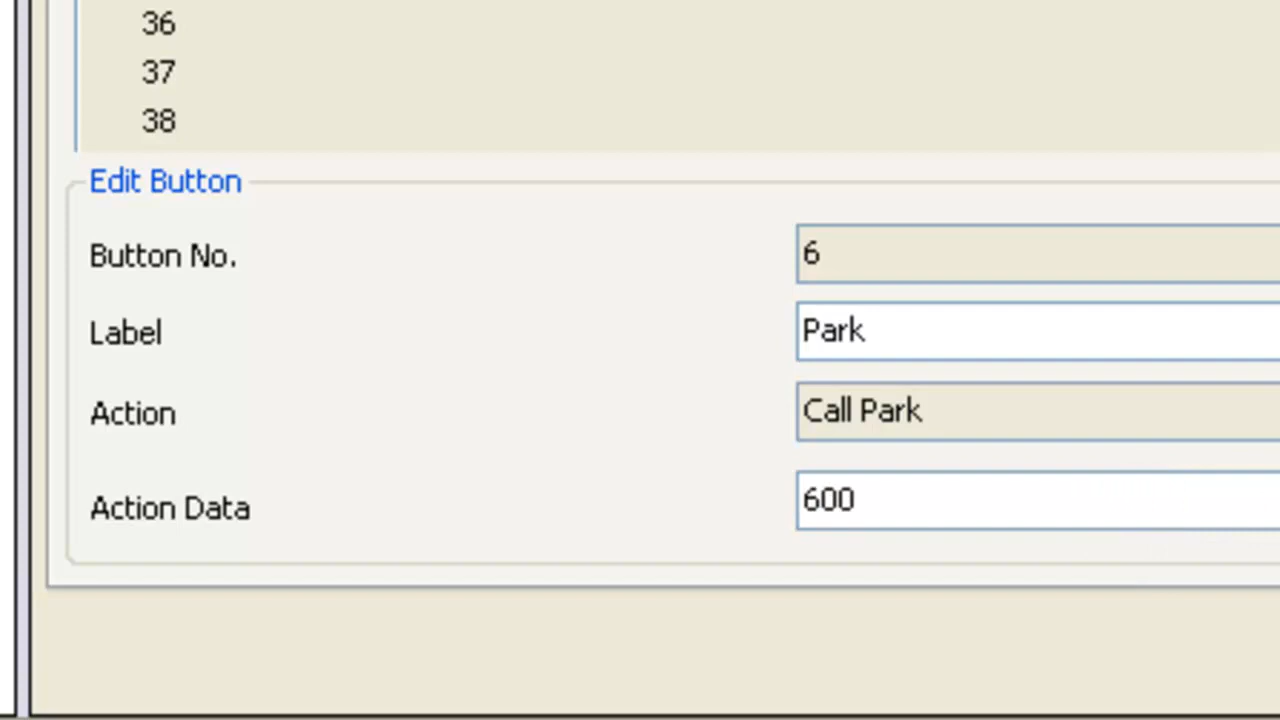 36
37
38
Edit Button
Button No. 6
Label Park
Action Call Park
Action Data 600